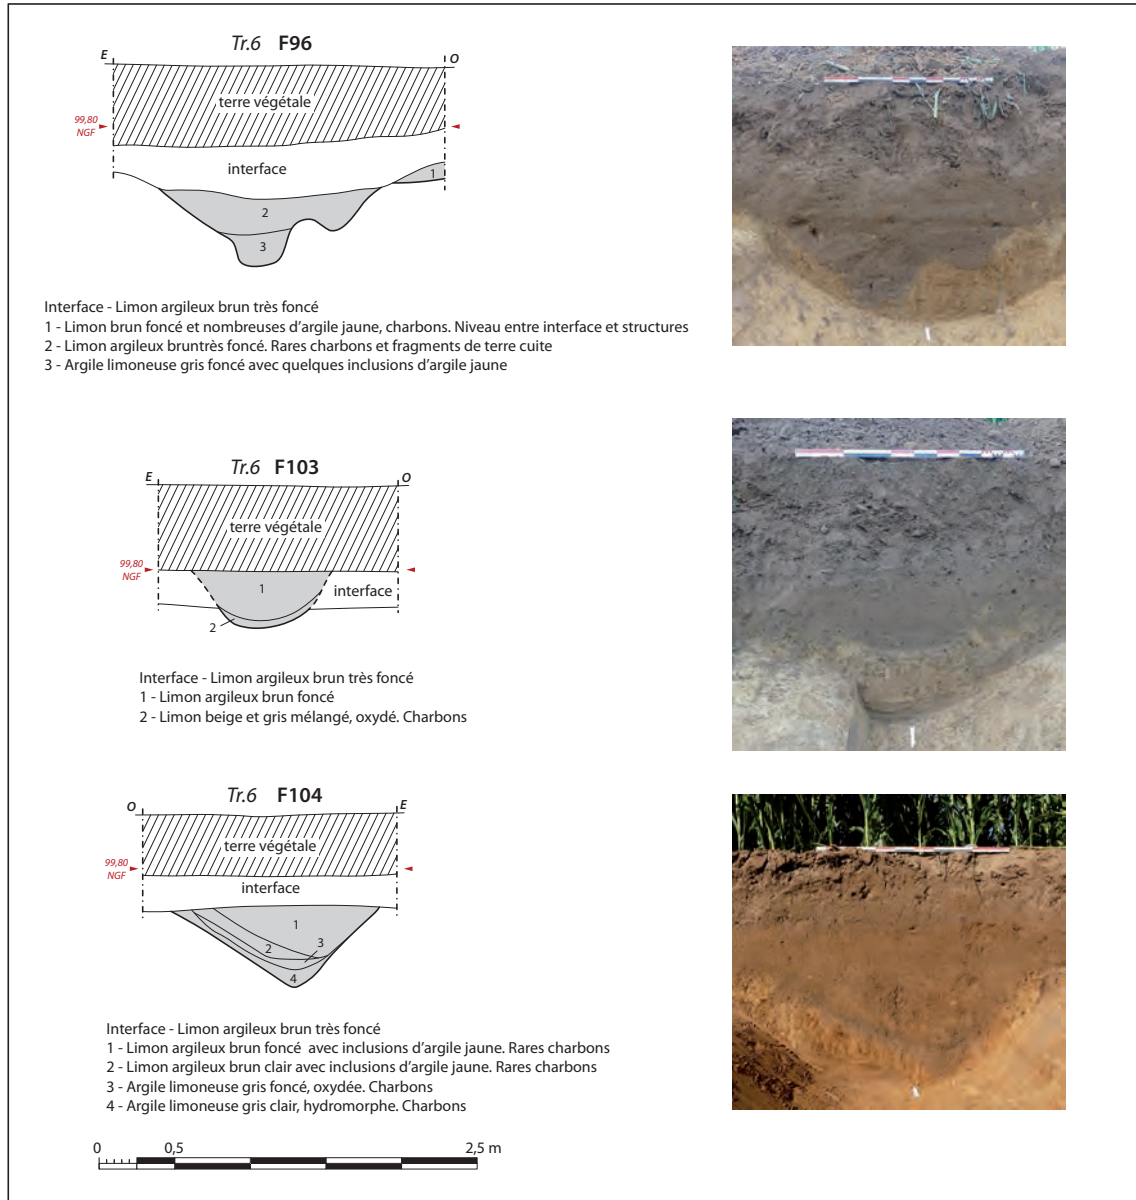 Tr.6 F96
E
O
terre végétale
99,80
NGF
interface
1
2
3
Interface - Limon argileux brun très foncé
1 - Limon brun foncé et nombreuses d'argile jaune, charbons. Niveau entre interface et structures
2 - Limon argileux bruntrès foncé. Rares charbons et fragments de terre cuite
3 - Argile limoneuse gris foncé avec quelques inclusions d'argile jaune
Tr.6 F103
E
O
terre végétale
99,80
NGF
1
interface
2
Interface - Limon argileux brun très foncé
1 - Limon argileux brun foncé
2 - Limon beige et gris mélangé, oxydé. Charbons
Tr.6 F104
O
E
terre végétale
99,80
NGF
interface
1
2
3
4
Interface - Limon argileux brun très foncé
1 - Limon argileux brun foncé avec inclusions d'argile jaune. Rares charbons
2 - Limon argileux brun clair avec inclusions d'argile jaune. Rares charbons
3 - Argile limoneuse gris foncé, oxydée. Charbons
4 - Argile limoneuse gris clair, hydromorphe. Charbons
0 0,5 2,5 m